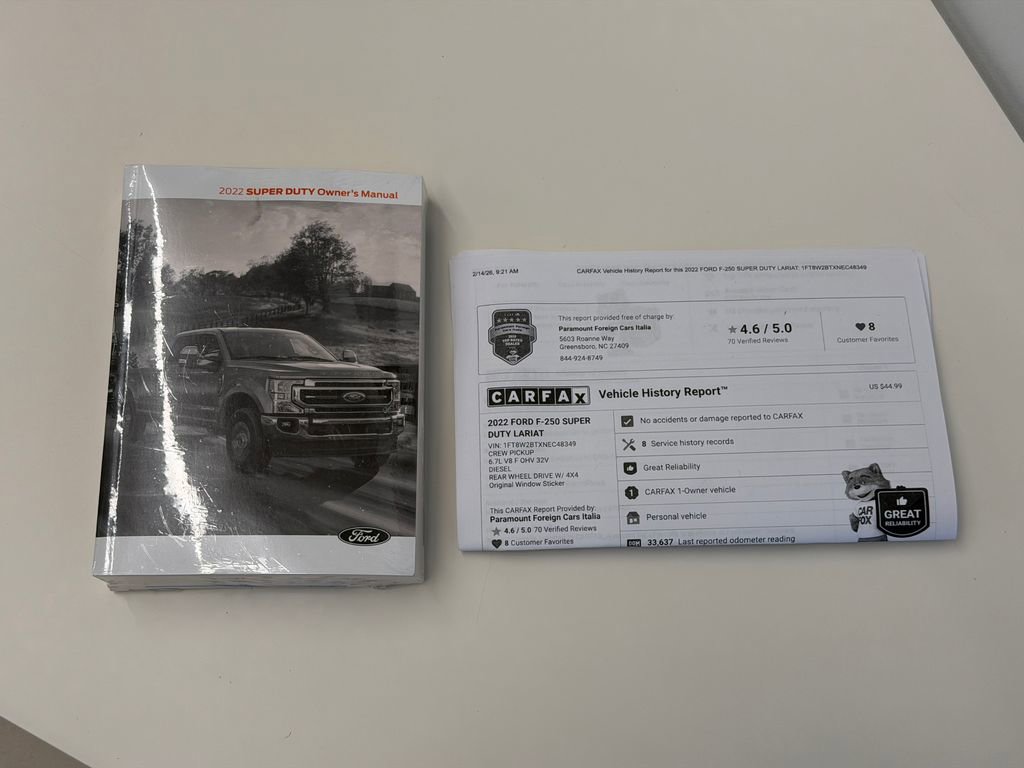 2022 SUPER DUTY Owner's Manual
Ford
2/14/26, 9:21 AM
CARFAX Vehicle History Report for this 2022 FORD F-250 SUPER DUTY LARIAT: 1FT8W2BTXNEC48349
This report provided free of charge by:
Paramount Foreign Cars Italia
5603 Roanne Way
Greensboro, NC 27409
844-924-8749
4.6 / 5.0
70 Verified Reviews
8
Customer Favorites
CARFAX Vehicle History Report™
US $44.99
2022 FORD F-250 SUPER
DUTY LARIAT
VIN: 1FT8W2BTXNEC48349
CREW PICKUP
6.7L V8 F OHV 32V
DIESEL
REAR WHEEL DRIVE W/ 4X4
Original Window Sticker
This CARFAX Report Provided by:
Paramount Foreign Cars Italia
4.6 / 5.0 70 Verified Reviews
8 Customer Favorites
No accidents or damage reported to CARFAX
8 Service history records
Great Reliability
1 CARFAX 1-Owner vehicle
Personal vehicle
33,637 Last reported odometer reading
CAR
FOX
GREAT
RELIABILITY